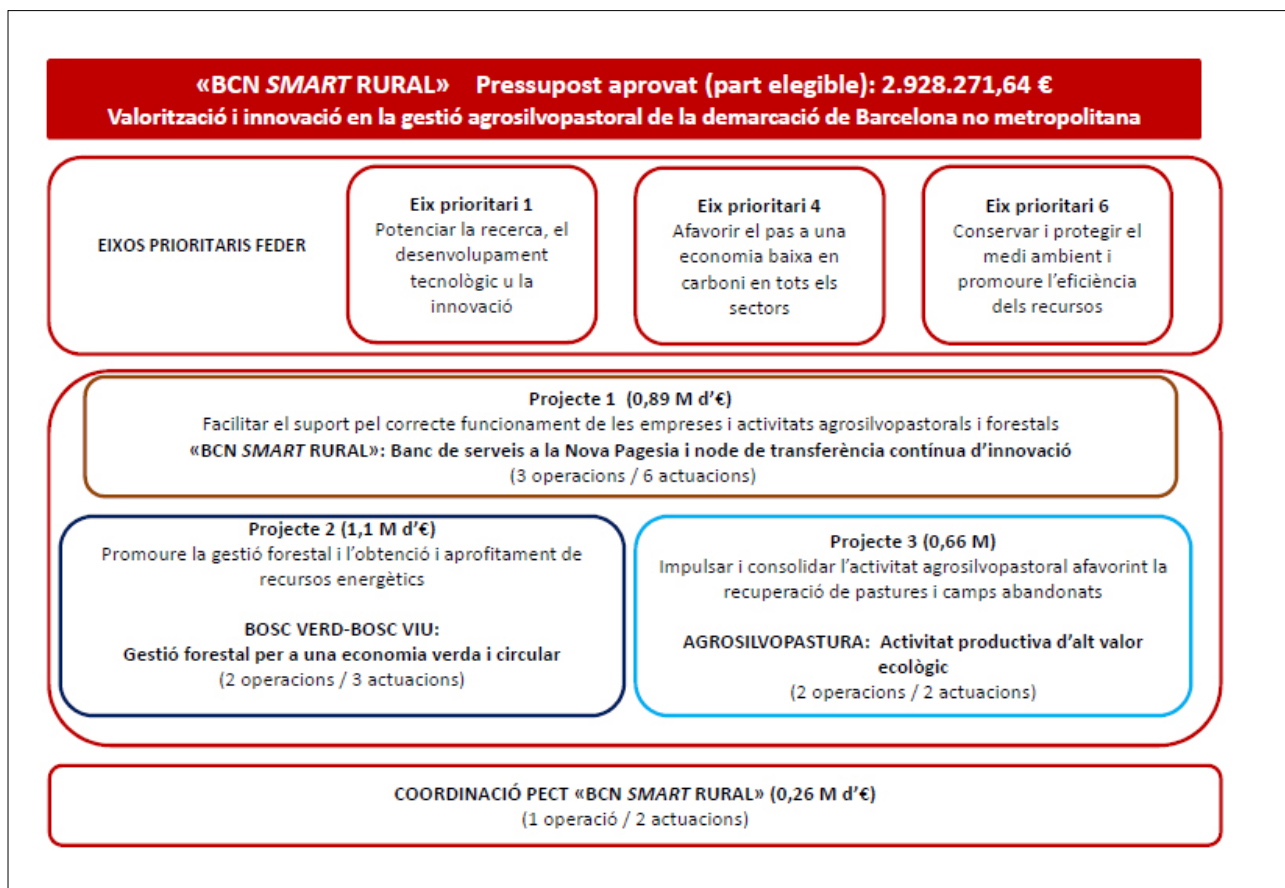 «BCN SMART RURAL» Pressupost aprovat (part elegible): 2.928.271,64 €
Valorització i innovació en la gestió agrosilvopastoral de la demarcació de Barcelona no metropolitana
EIXOS PRIORITARIS FEDER
Eix prioritari 1
Potenciar la recerca, el
desenvolupament
tecnològic u la
innovació
Eix prioritari 4
Afavorir el pas a una
economia baixa en
carboni en tots els
sectors
Eix prioritari 6
Conservar i protegir el
medi ambient i
promoure l’eficiència
dels recursos
Projecte 1 (0,89 M d’€)
Facilitar el suport pel correcte funcionament de les empreses i activitats agrosilvopastorals i forestals
«BCN SMART RURAL»: Banc de serveis a la Nova Pagesia i node de transferència contínua d’innovació
(3 operacions / 6 actuacions)
Projecte 2 (1,1 M d’€)
Promoure la gestió forestal i l’obtenció i aprofitament de
recursos energètics
BOSC VERD-BOSC VIU:
Gestió forestal per a una economia verda i circular
(2 operacions / 3 actuacions)
Projecte 3 (0,66 M)
Impulsar i consolidar l’activitat agrosilvopastoral afavorint la
recuperació de pastures i camps abandonats
AGROSILVOPASTURA: Activitat productiva d’alt valor
ecològic
(2 operacions / 2 actuacions)
COORDINACIÓ PECT «BCN SMART RURAL» (0,26 M d’€)
(1 operació / 2 actuacions)